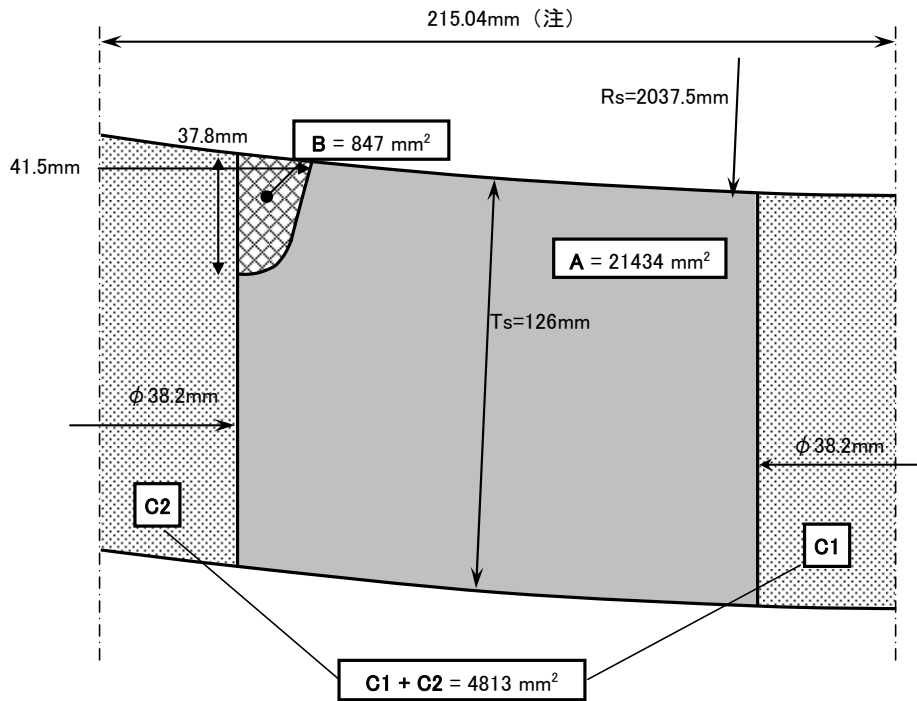 215.04mm（注）
Rs=2037.5mm
37.8mm
B = 847 mm²
41.5mm
A = 21434 mm²
Ts=126mm
φ38.2mm
φ38.2mm
C2
C1
C1 + C2 = 4813 mm²